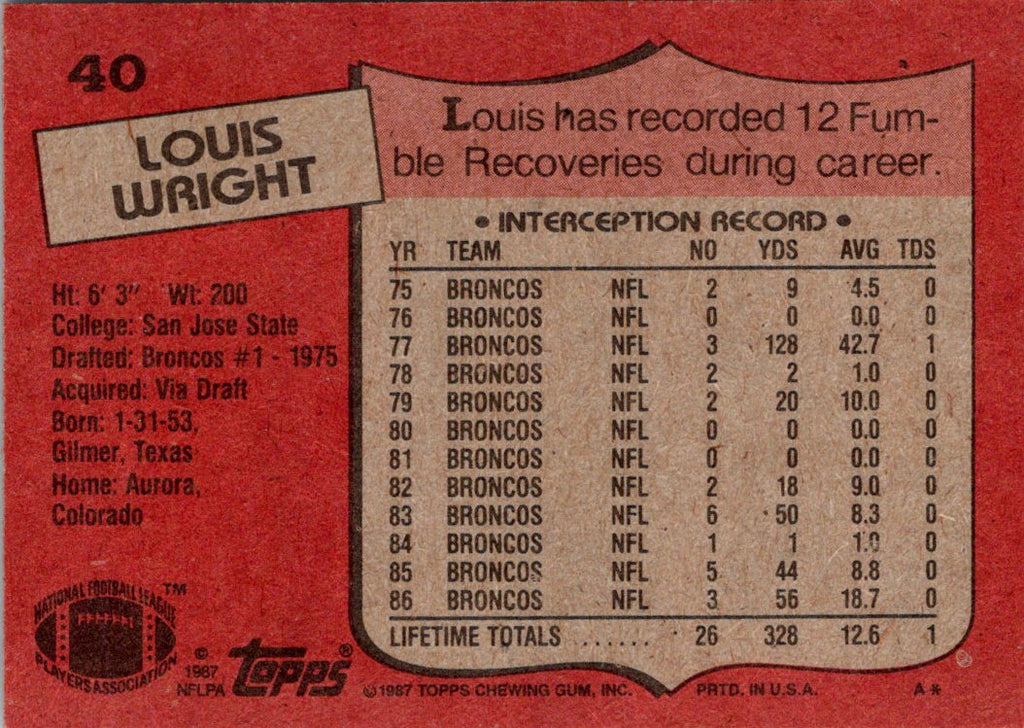 40
LOUIS
WRIGHT
Ht: 6' 3" Wt: 200
College: San Jose State
Drafted: Broncos #1 - 1975
Acquired: Via Draft
Born: 1-31-53,
Gilmer, Texas
Home: Aurora,
Colorado
Louis has recorded 12 Fum-
ble Recoveries during career.
• INTERCEPTION RECORD •
YR TEAM NO YDS AVG TDS
75 BRONCOS NFL 2 9 4.5 0
76 BRONCOS NFL 0 0 0.0 0
77 BRONCOS NFL 3 128 42.7 1
78 BRONCOS NFL 2 2 1.0 0
79 BRONCOS NFL 2 20 10.0 0
80 BRONCOS NFL 0 0 0.0 0
81 BRONCOS NFL 0 0 0.0 0
82 BRONCOS NFL 2 18 9.0 0
83 BRONCOS NFL 6 50 8.3 0
84 BRONCOS NFL 1 1 1.0 0
85 BRONCOS NFL 5 44 8.8 0
86 BRONCOS NFL 3 56 18.7 0
LIFETIME TOTALS ...... 26 328 12.6 1
NATIONAL FOOTBALL LEAGUE ™
PLAYERS ASSOCIATION
©
1987
NFLPA
topps ®
© 1987 TOPPS CHEWING GUM, INC. PRTD. IN U.S.A. A*